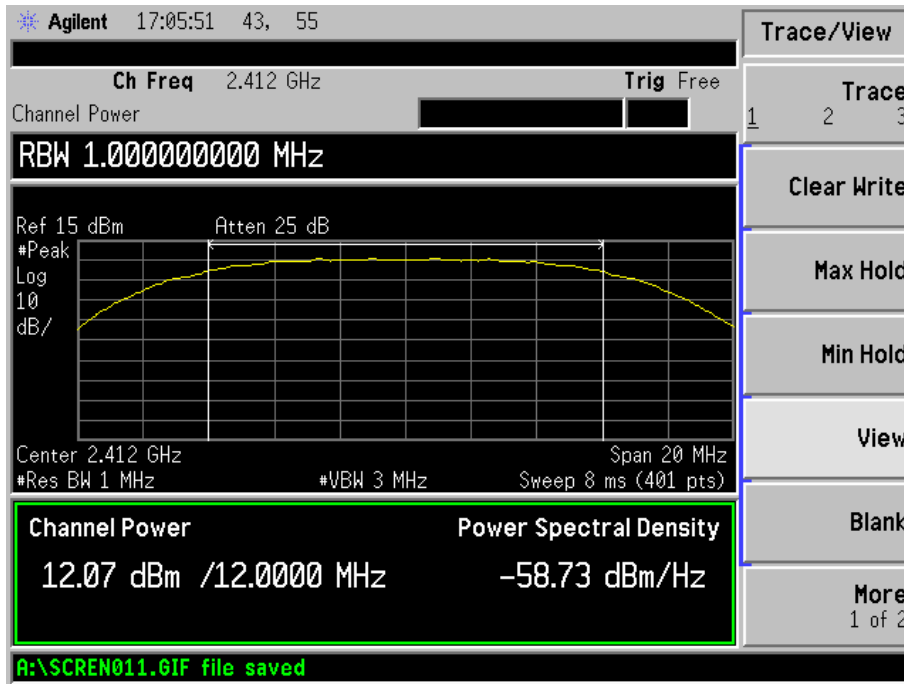 Agilent 17:05:51 43, 55
Trace/View
Ch Freq 2.412 GHz Trig Free
Channel Power
Trace
1 2 3
RBW 1.000000000 MHz
Clear Write
Ref 15 dBm Atten 25 dB
#Peak
Log
10
dB/
Max Hold
Min Hold
Center 2.412 GHz Span 20 MHz
#Res BW 1 MHz #VBW 3 MHz Sweep 8 ms (401 pts)
View
Channel Power Power Spectral Density
12.07 dBm /12.0000 MHz -58.73 dBm/Hz
Blank
More
1 of 2
A:\SCREN011.GIF file saved